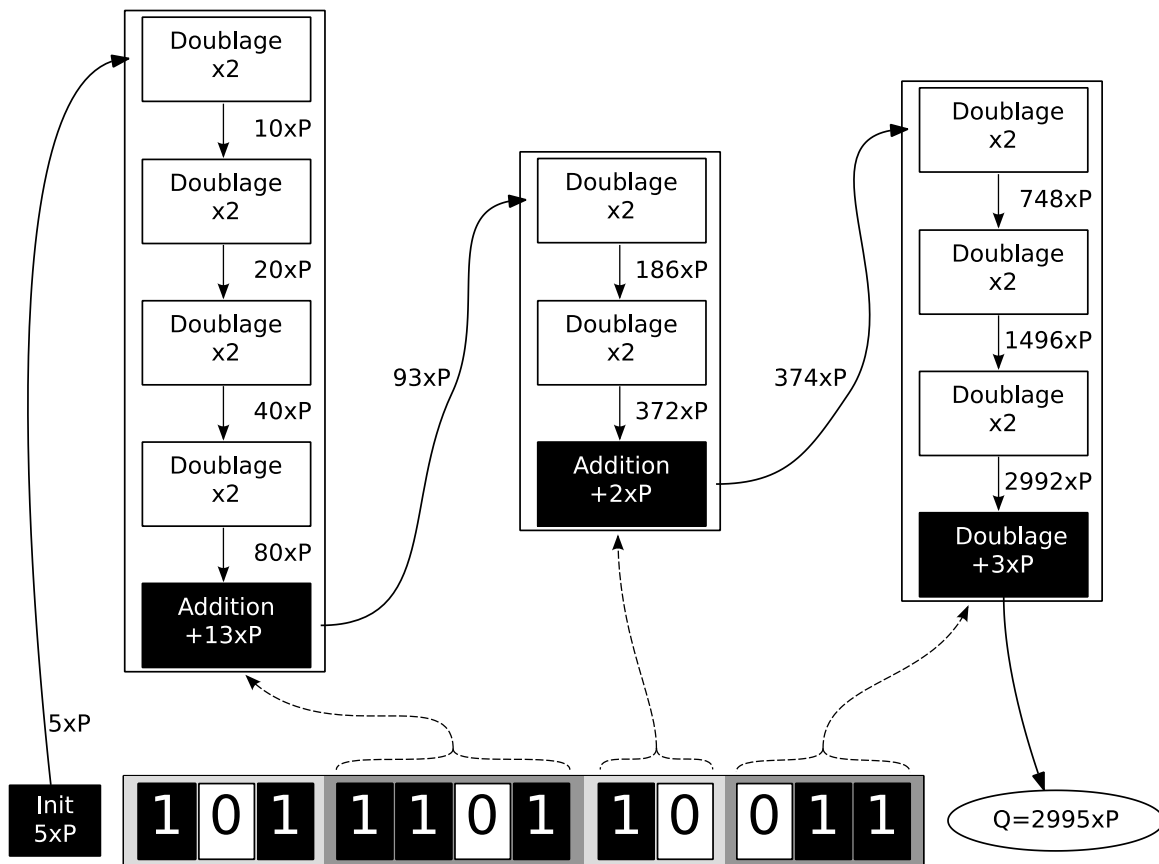 Doublage
x2
10xP
Doublage
x2
20xP
Doublage
x2
40xP
Doublage
x2
80xP
Addition
+13xP
93xP
Doublage
x2
186xP
Doublage
x2
372xP
Addition
+2xP
374xP
Doublage
x2
748xP
Doublage
x2
1496xP
Doublage
x2
2992xP
Doublage
+3xP
5xP
Init
5xP
1 0 1 1 1 0 1 1 0 0 1 1
Q=2995xP